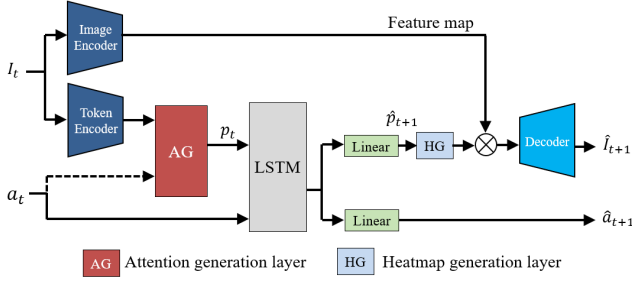 Image
Encoder
Feature map
I_t
Token
Encoder
AG
p_t
LSTM
p̂_{t+1}
Linear
HG
Decoder
Î_{t+1}
a_t
Linear
â_{t+1}
AG Attention generation layer
HG Heatmap generation layer